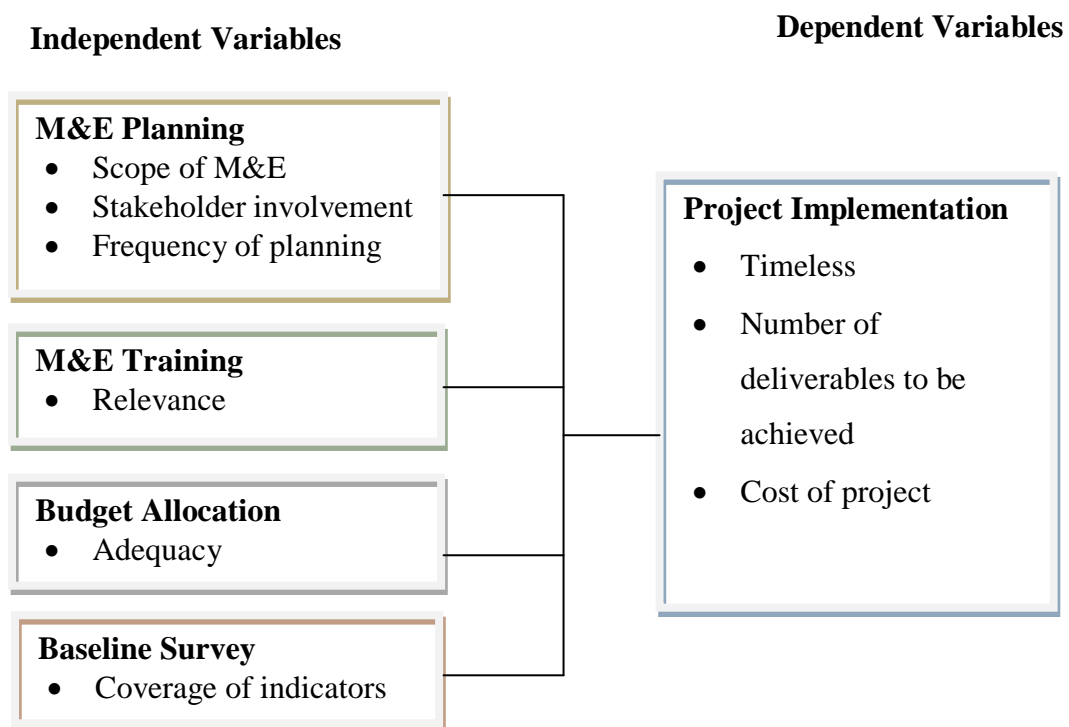 Independent Variables
Dependent Variables
M&E Planning
• Scope of M&E
• Stakeholder involvement
• Frequency of planning
M&E Training
• Relevance
Budget Allocation
• Adequacy
Baseline Survey
• Coverage of indicators
Project Implementation
• Timeless
• Number of
deliverables to be
achieved
• Cost of project